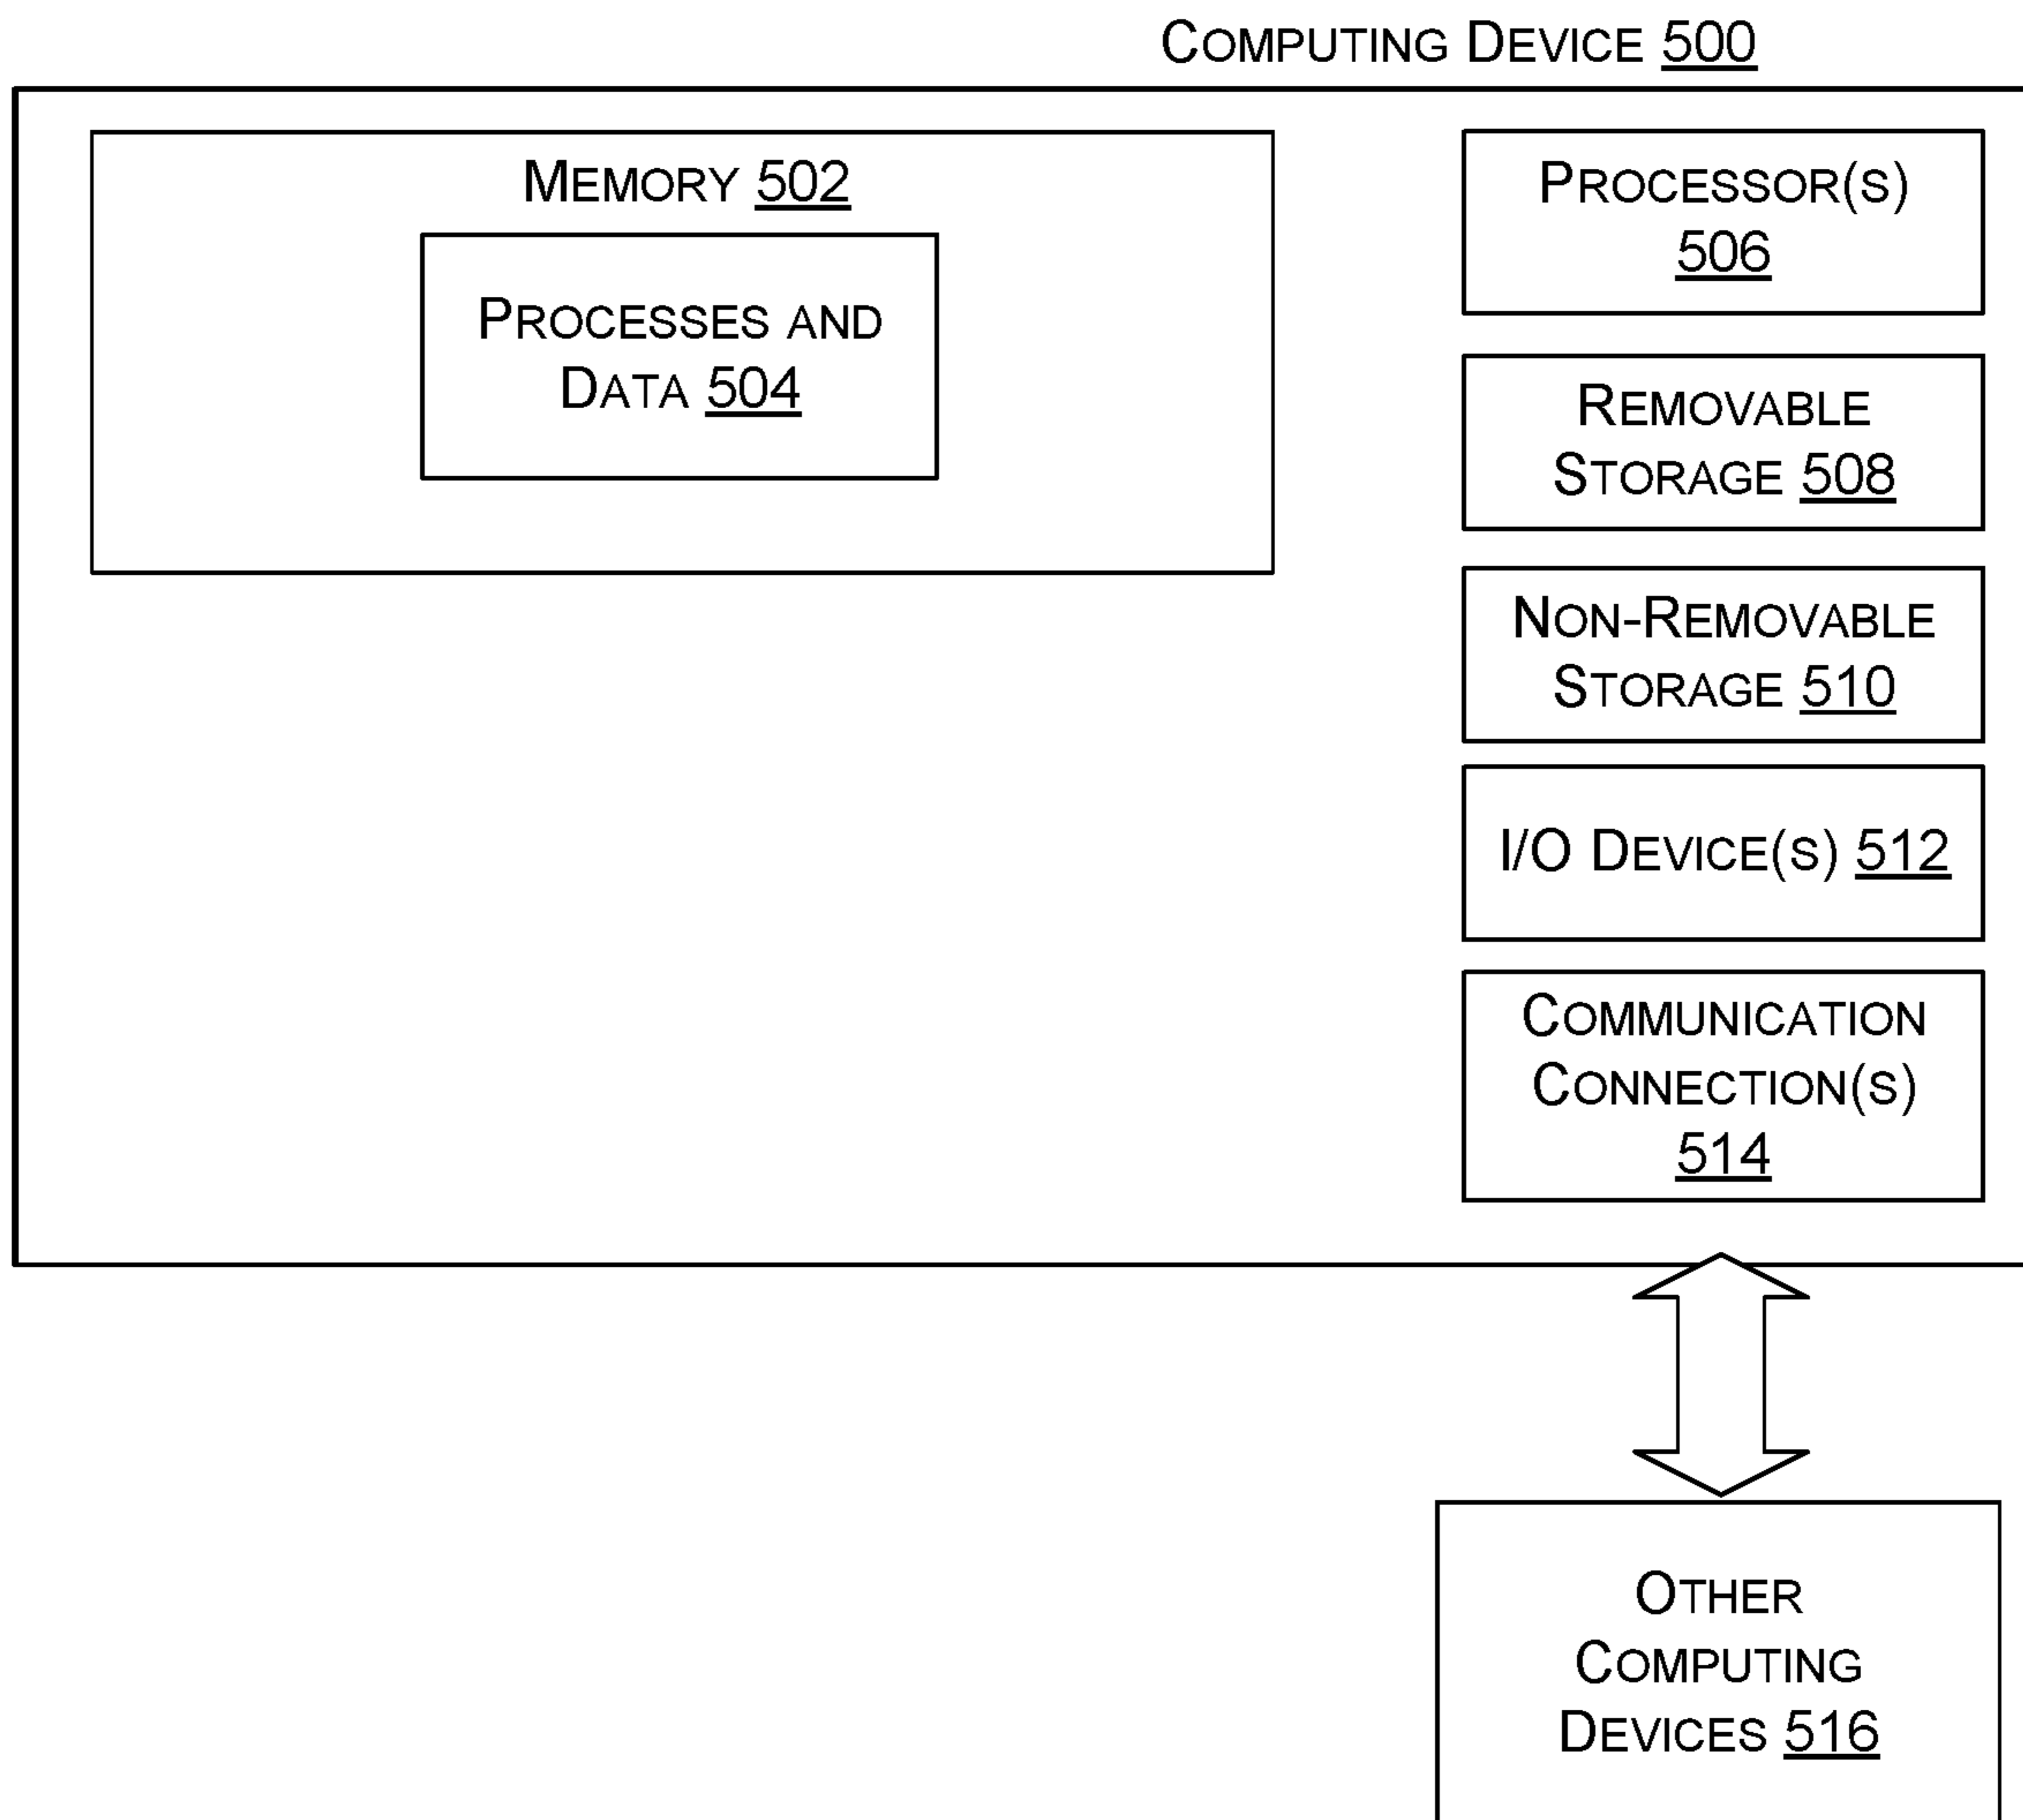 COMPUTING DEVICE 500
MEMORY 502
PROCESSES AND
DATA 504
PROCESSOR(S)
506
REMOVABLE
STORAGE 508
NON-REMOVABLE
STORAGE 510
I/O DEVICE(S) 512
COMMUNICATION
CONNECTION(S)
514
OTHER
COMPUTING
DEVICES 516